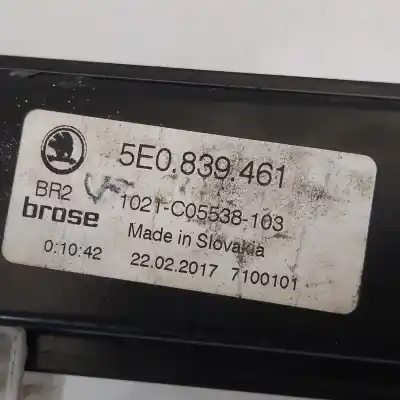 5E0.839.461
BR2 1021-C05538-103
brose Made in Slovakia
0:10:42 22.02.2017 7100101